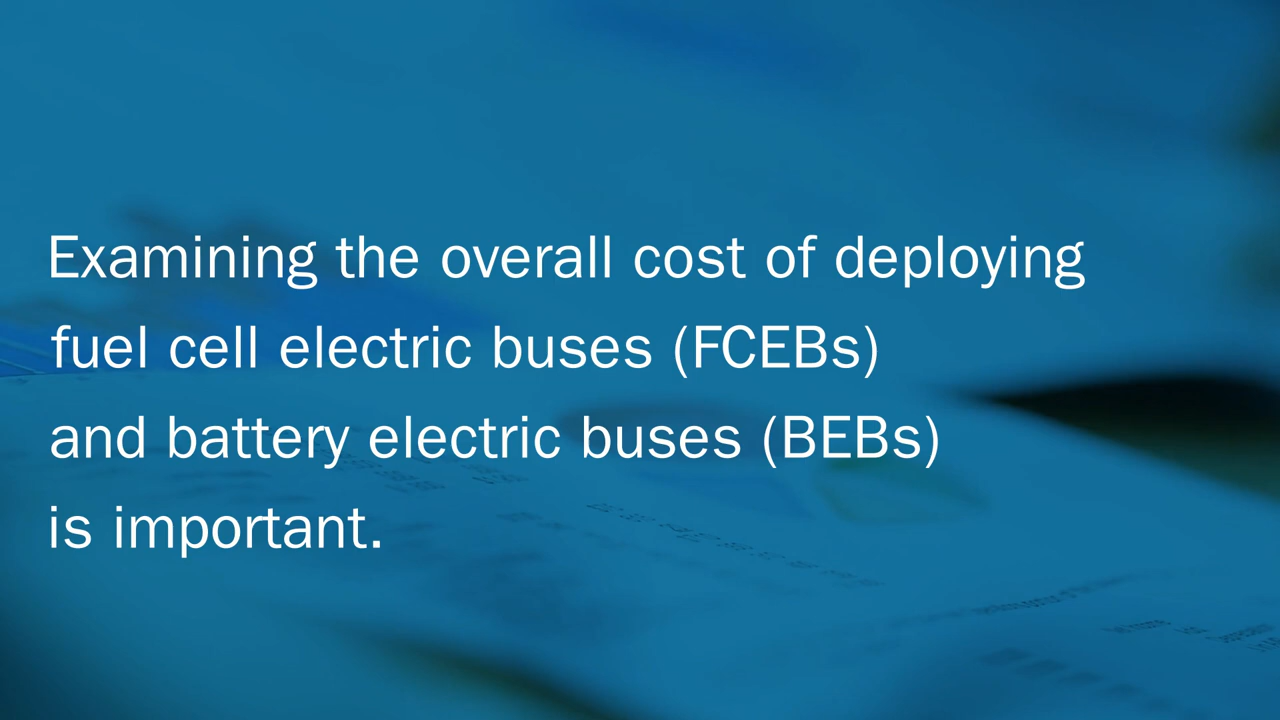 Examining the overall cost of deploying
fuel cell electric buses (FCEBs)
and battery electric buses (BEBs)
is important.